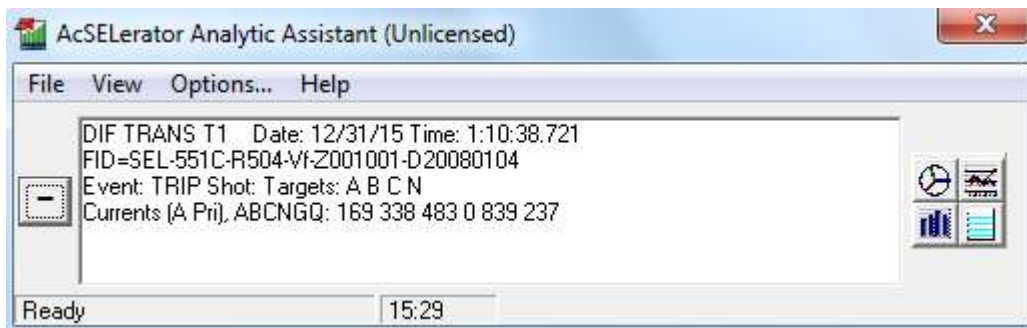 AcSELerator Analytic Assistant (Unlicensed)
File View Options... Help
DIF TRANS T1 Date: 12/31/15 Time: 1:10:38.721
FID=SEL-551C-R504-Vf-Z001001-D20080104
Event: TRIP Shot: Targets: A B C N
Currents (A Pri), ABCNGQ: 169 338 483 0 839 237
Ready 15:29